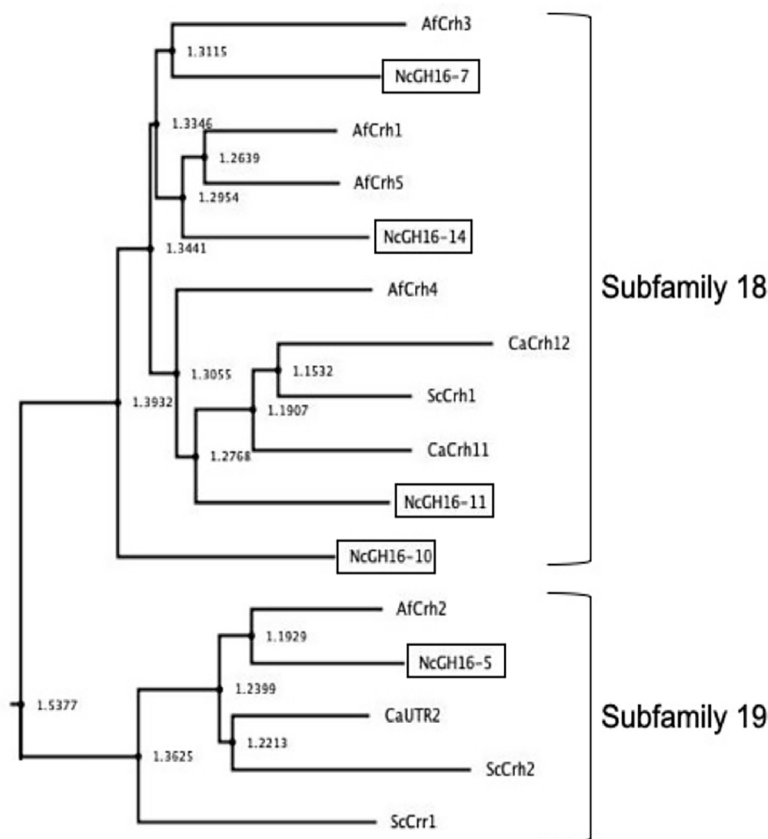 AfCrh3
1.3115
NcGH16-7
1.3346
AfCrh1
1.2639
AfCrh5
1.2954
NcGH16-14
1.3441
AfCrh4
Subfamily 18
CaCrh12
1.1532
1.3055
ScCrh1
1.3932
1.1907
CaCrh11
1.2768
NcGH16-11
NcGH16-10
AfCrh2
1.1929
NcGH16-5
1.2399
1.5377
CaUTR2
Subfamily 19
1.2213
1.3625
ScCrh2
ScCrr1